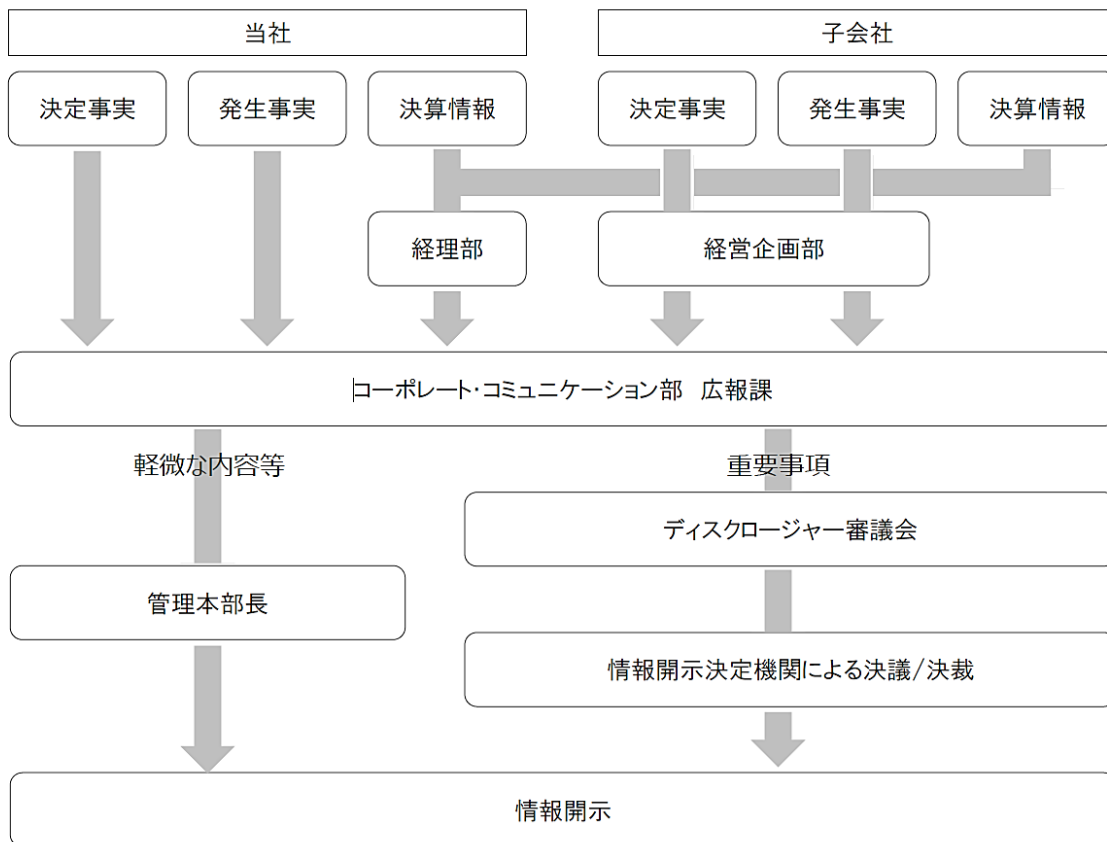 当社
子会社
決定事実
発生事実
決算情報
決定事実
発生事実
決算情報
経理部
経営企画部
コーポレート・コミュニケーション部 広報課
軽微な内容等
重要事項
ディスクロージャー審議会
管理本部長
情報開示決定機関による決議/決裁
情報開示